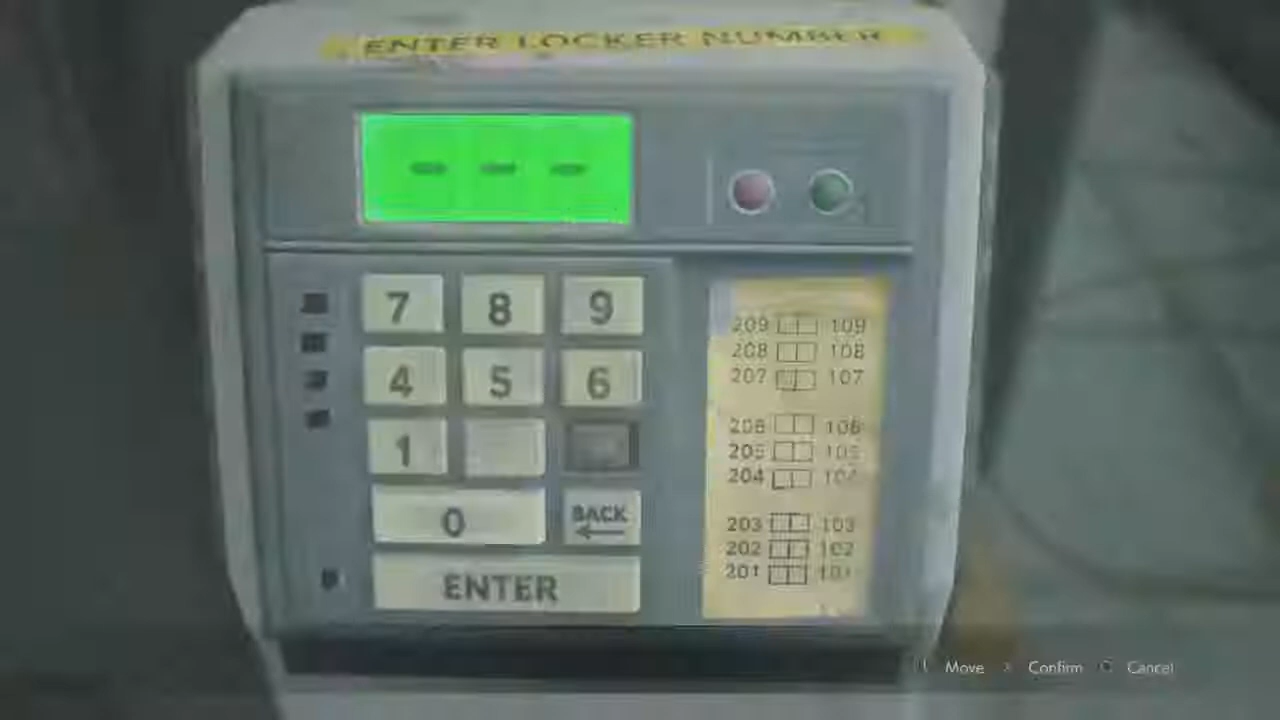 ENTER LOCKER NUMBER
- - -
7 8 9
4 5 6
1
0 BACK
ENTER
209 109
208 108
207 107
206 106
205 105
204 104
203 103
202 102
201 101
Move Confirm Cancel